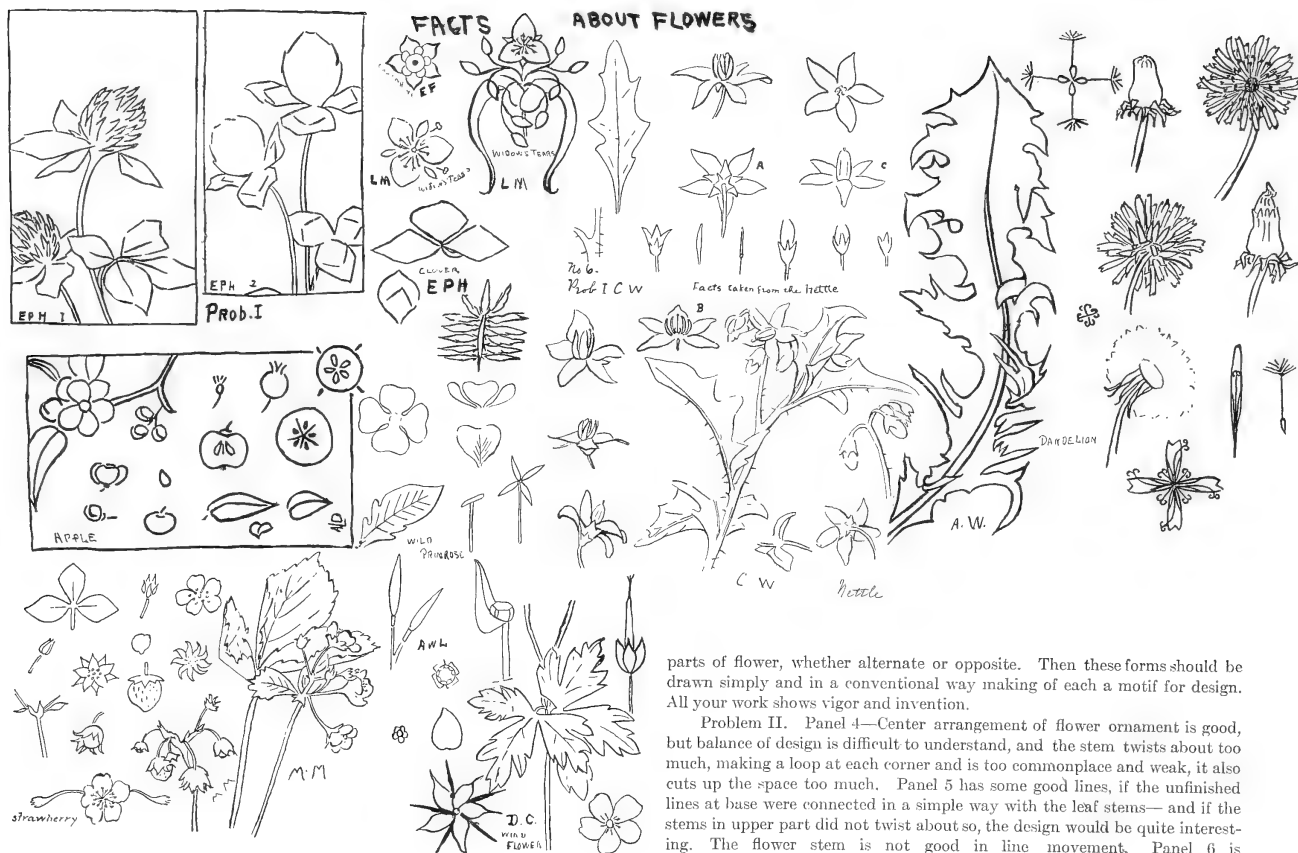 FACTS ABOUT FLOWERS
EF
LM
WIDOWS TEARS
LM
WIDOWS TEARS
CLOVER
EPH
EPH 1
EPH 2
PROB. I
A
C
B
No 6.
Prob I C W
Facts taken from the Nettle
DANDELION
A. W.
APPLE
WILD
PRIMROSE
C W
Nettle
AWL
M.M
strawberry
D. C.
WIND
FLOWER
parts of flower, whether alternate or opposite. Then these forms should be
drawn simply and in a conventional way making of each a motif for design.
All your work shows vigor and invention.
Problem II. Panel 4—Center arrangement of flower ornament is good,
but balance of design is difficult to understand, and the stem twists about too
much, making a loop at each corner and is too commonplace and weak, it also
cuts up the space too much. Panel 5 has some good lines, if the unfinished
lines at base were connected in a simple way with the leaf stems— and if the
stems in upper part did not twist about so, the design would be quite interest-
ing. The flower stem is not good in line movement. Panel 6 is